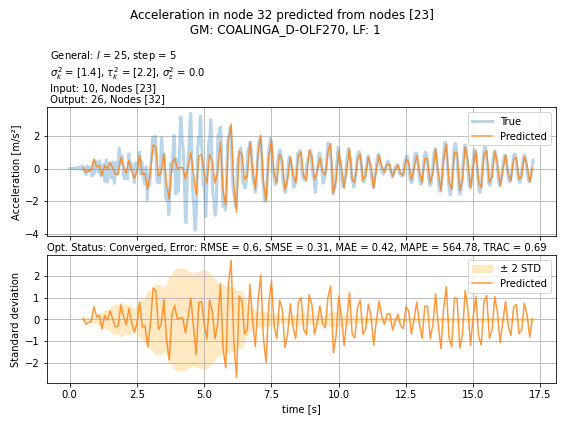 Acceleration in node 32 predicted from nodes [23]
GM: COALINGA_D-OLF270, LF: 1
General: l = 25, step = 5
σ²ₖ = [1.4], τ²ₖ = [2.2], σ²ε = 0.0
Input: 10, Nodes [23]
Output: 26, Nodes [32]
True
Predicted
Acceleration [m/s²]
2
0
−2
−4
Opt. Status: Converged, Error: RMSE = 0.6, SMSE = 0.31, MAE = 0.42, MAPE = 564.78, TRAC = 0.69
± 2 STD
Predicted
Standard deviation
2
1
0
−1
−2
0.0 2.5 5.0 7.5 10.0 12.5 15.0 17.5
time [s]